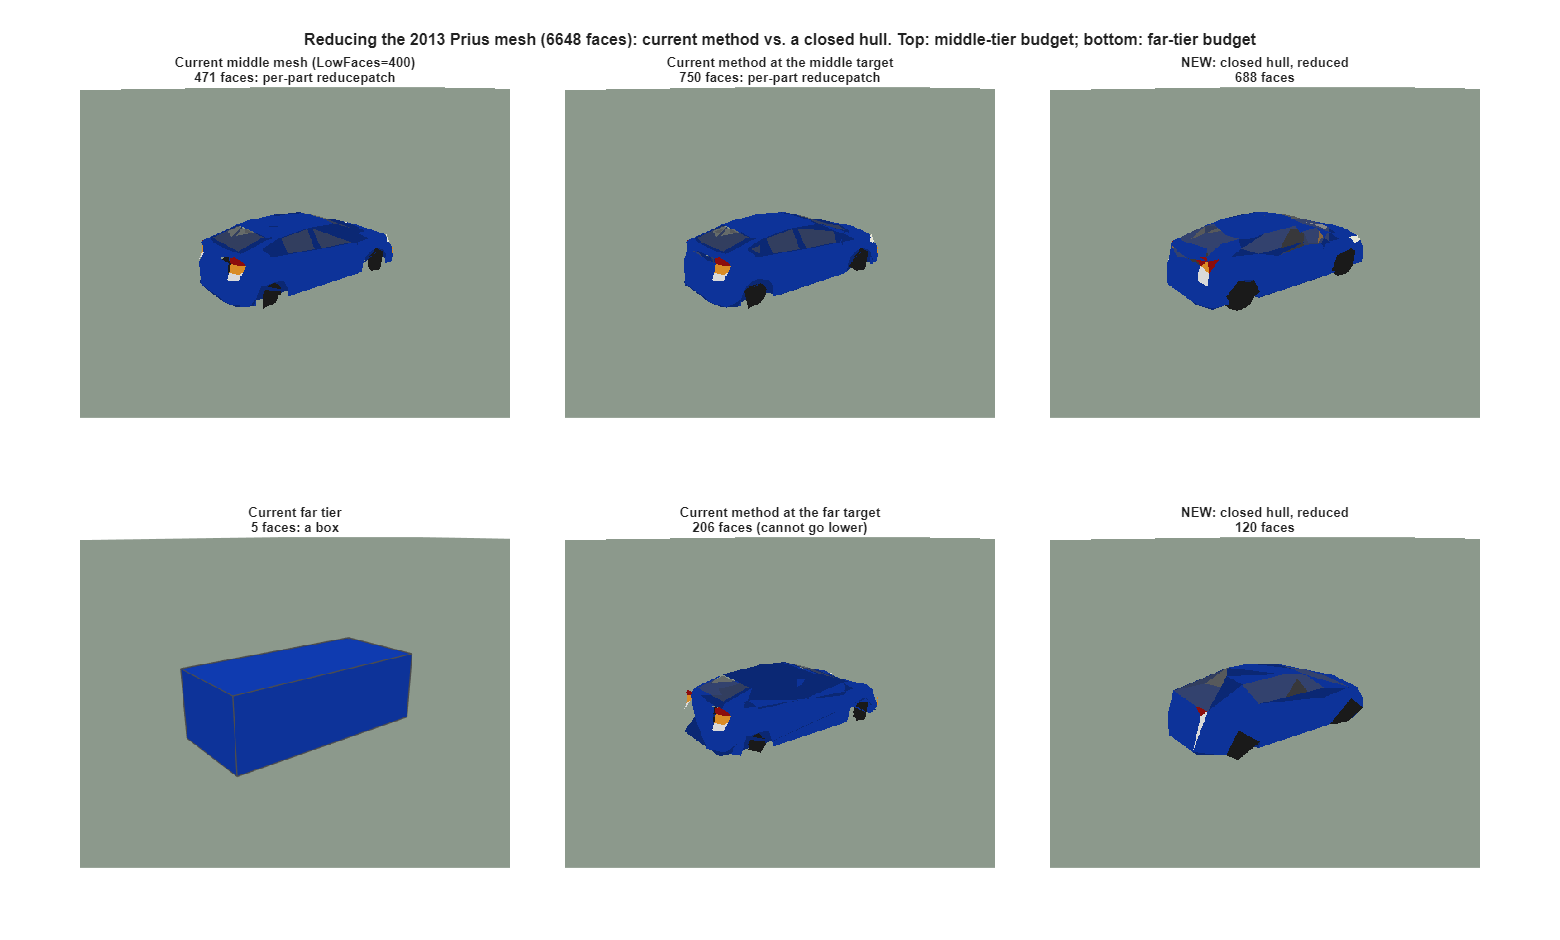 Reducing the 2013 Prius mesh (6648 faces): current method vs. a closed hull. Top: middle-tier budget; bottom: far-tier budget
Current middle mesh (LowFaces=400)
471 faces: per-part reducepatch
Current method at the middle target
750 faces: per-part reducepatch
NEW: closed hull, reduced
688 faces
Current far tier
5 faces: a box
Current method at the far target
206 faces (cannot go lower)
NEW: closed hull, reduced
120 faces